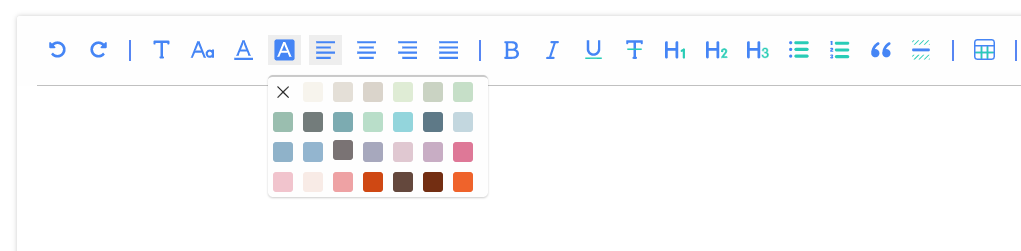 T Aa A A B I U T H1 H2 H3